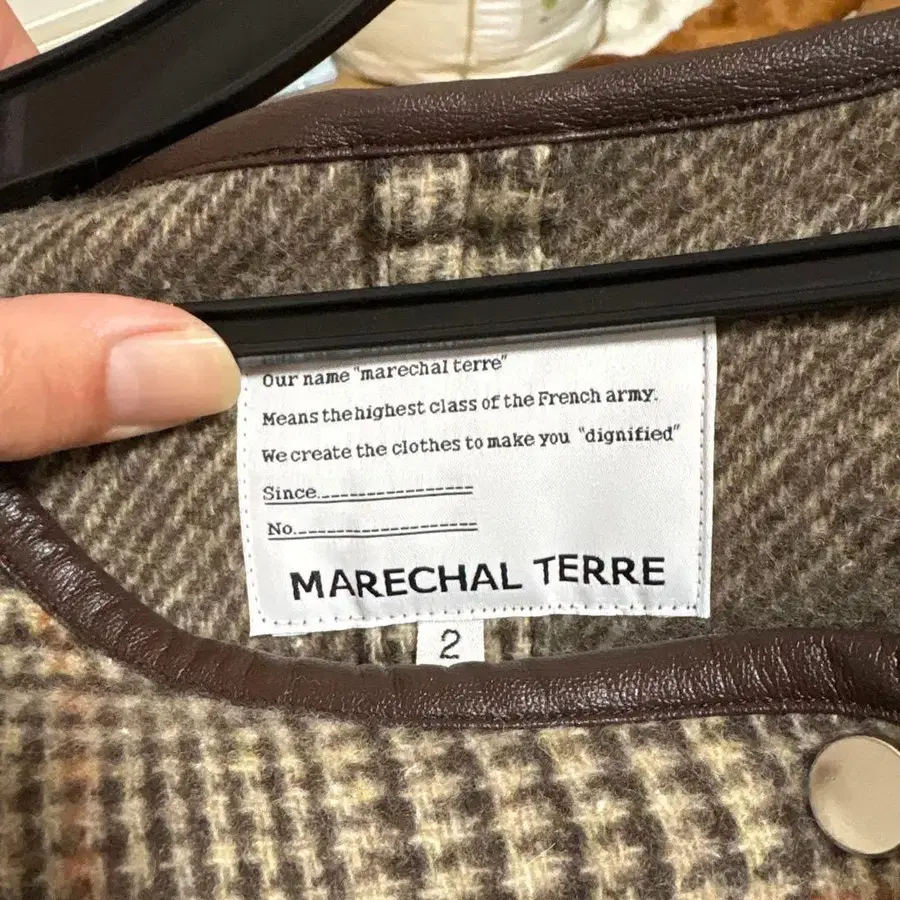 Our name "marechal terre"
Means the highest class of the French army.
We create the clothes to make you "dignified"
Since
No.
MARECHAL TERRE
2